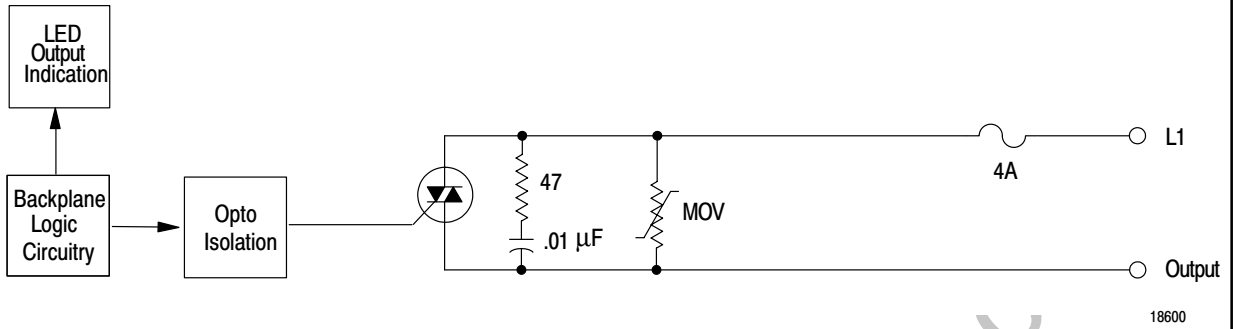 LED
Output
Indication
Backplane
Logic
Circuitry
Opto
Isolation
47
.01 µF
MOV
4A
L1
Output
18600